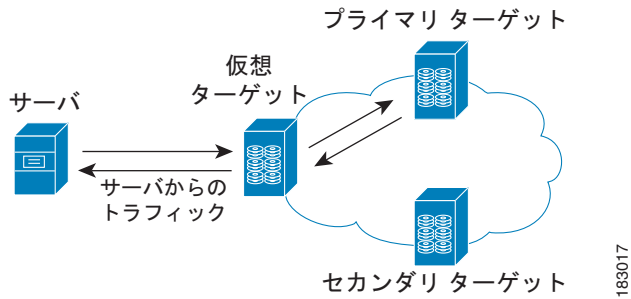 プライマリ ターゲット
仮想
ターゲット
サーバ
サーバからの
トラフィック
セカンダリ ターゲット
183017